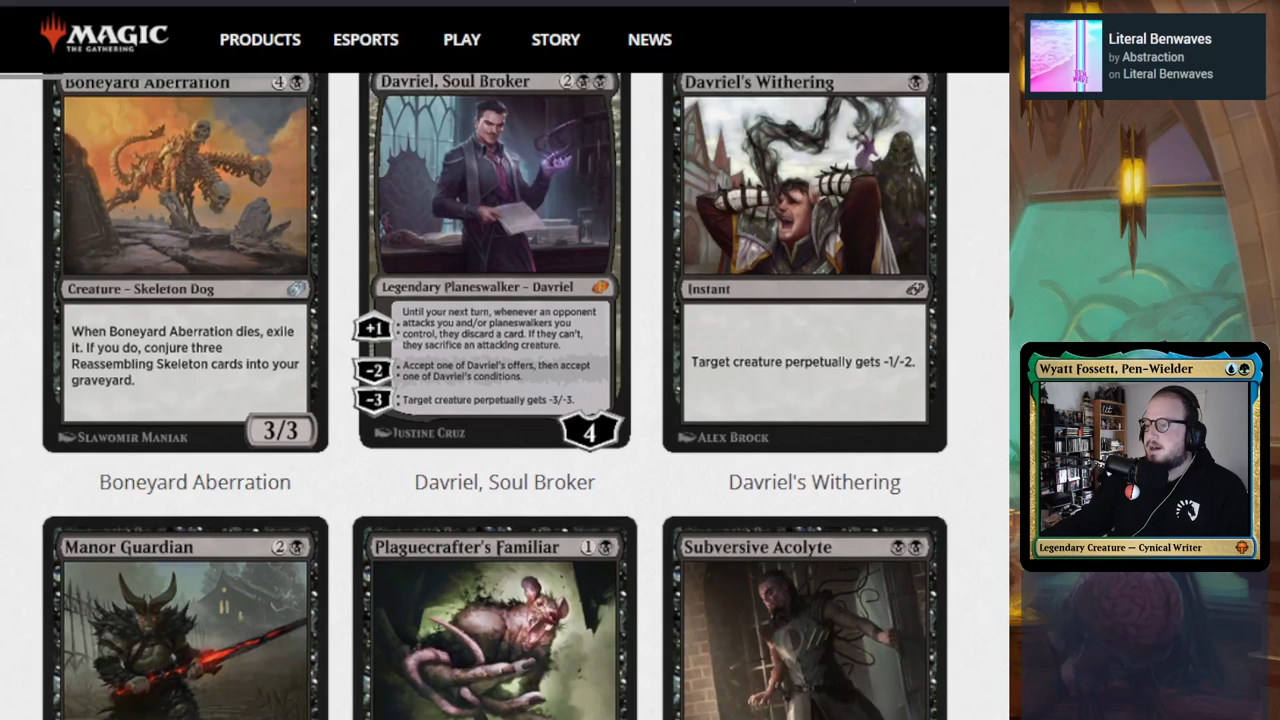 MAGIC
THE GATHERING
PRODUCTS
ESPORTS
PLAY
STORY
NEWS
Literal Benwaves
by Abstraction
on Literal Benwaves
Boneyard Aberration 4
Creature – Skeleton Dog
When Boneyard Aberration dies, exile
it. If you do, conjure three
Reassembling Skeleton cards into your
graveyard.
3/3
SLAWOMIR MANIAK
Boneyard Aberration
Davriel, Soul Broker 2
Legendary Planeswalker – Davriel
+1
Until your next turn, whenever an opponent
attacks you and/or planeswalkers you
control, they discard a card. If they can't,
they sacrifice an attacking creature.
-2
Accept one of Davriel's offers, then accept
one of Davriel's conditions.
-3
Target creature perpetually gets -3/-3.
4
JUSTINE CRUZ
Davriel, Soul Broker
Davriel's Withering
Instant
Target creature perpetually gets -1/-2.
ALEX BROCK
Davriel's Withering
Wyatt Fossett, Pen-Wielder
Legendary Creature — Cynical Writer
Manor Guardian 2
Plaguecrafter's Familiar 1
Subversive Acolyte